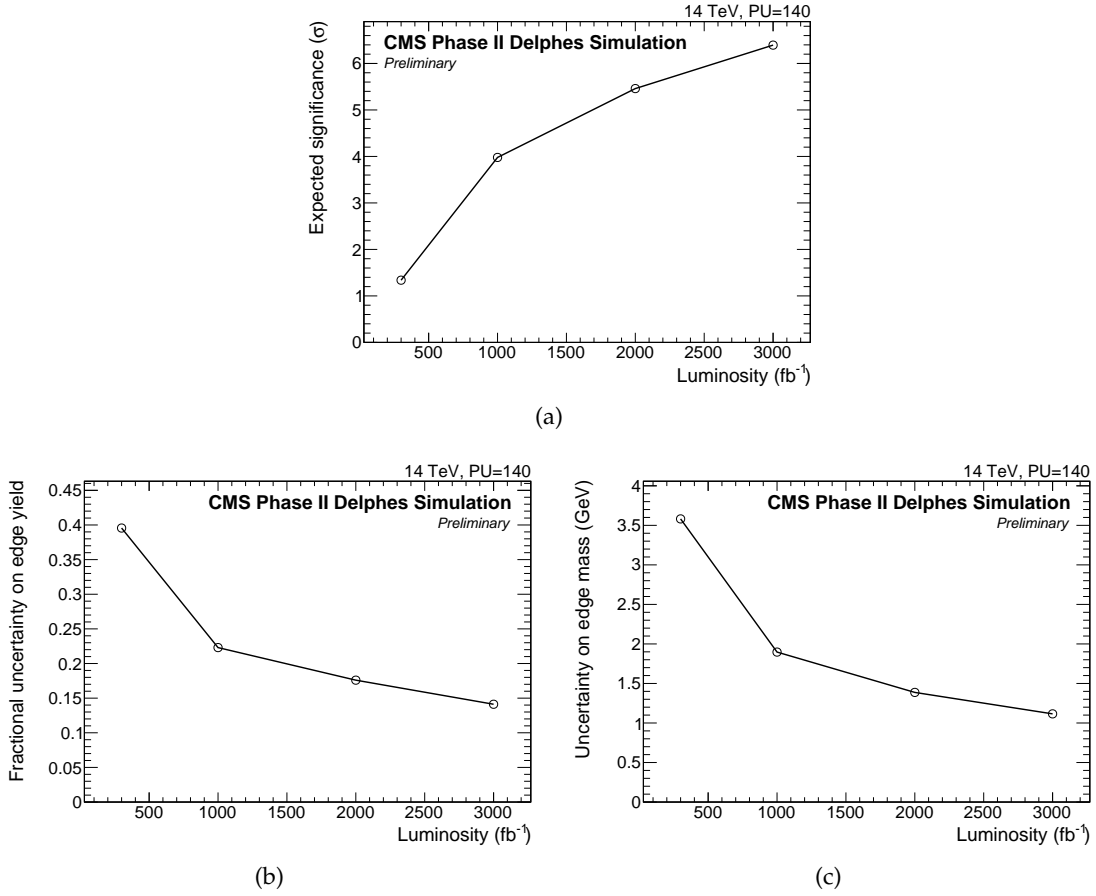 14 TeV, PU=140
CMS Phase II Delphes Simulation
Preliminary
Expected significance (σ)
6
5
4
3
2
1
0
500 1000 1500 2000 2500 3000
Luminosity (fb⁻¹)
(a)
14 TeV, PU=140
CMS Phase II Delphes Simulation
Preliminary
Fractional uncertainty on edge yield
0.45
0.4
0.35
0.3
0.25
0.2
0.15
0.1
0.05
0
500 1000 1500 2000 2500 3000
Luminosity (fb⁻¹)
(b)
14 TeV, PU=140
CMS Phase II Delphes Simulation
Preliminary
Uncertainty on edge mass (GeV)
4
3.5
3
2.5
2
1.5
1
0.5
0
500 1000 1500 2000 2500 3000
Luminosity (fb⁻¹)
(c)